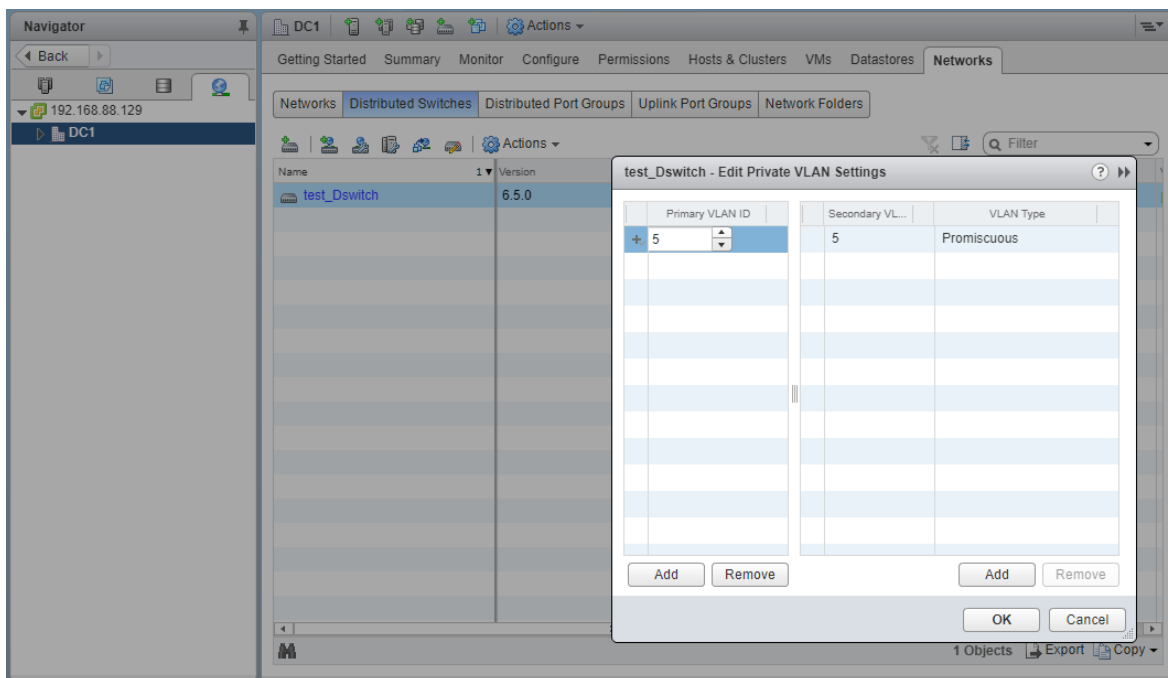 Navigator
DC1 Actions
Back
Getting Started Summary Monitor Configure Permissions Hosts & Clusters VMs Datastores Networks
192.168.88.129
DC1
Networks Distributed Switches Distributed Port Groups Uplink Port Groups Network Folders
Actions
Filter
Name 1 Version
test_Dswitch 6.5.0
test_Dswitch - Edit Private VLAN Settings ?
Primary VLAN ID Secondary VL... VLAN Type
5 5 Promiscuous
Add Remove Add Remove
OK Cancel
1 Objects Export Copy